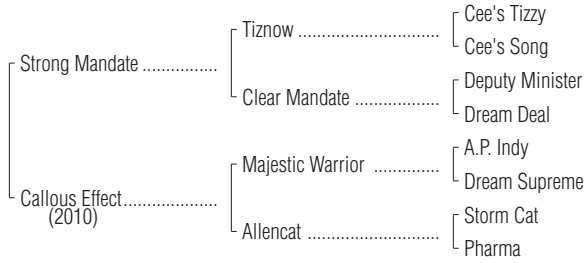 Cee's Tizzy
Tiznow ........................
Cee's Song
Strong Mandate ...............
Deputy Minister
Clear Mandate ...............
Dream Deal
A.P. Indy
Majestic Warrior ............
Dream Supreme
Callous Effect ..................
(2010)
Storm Cat
Allencat ........................
Pharma